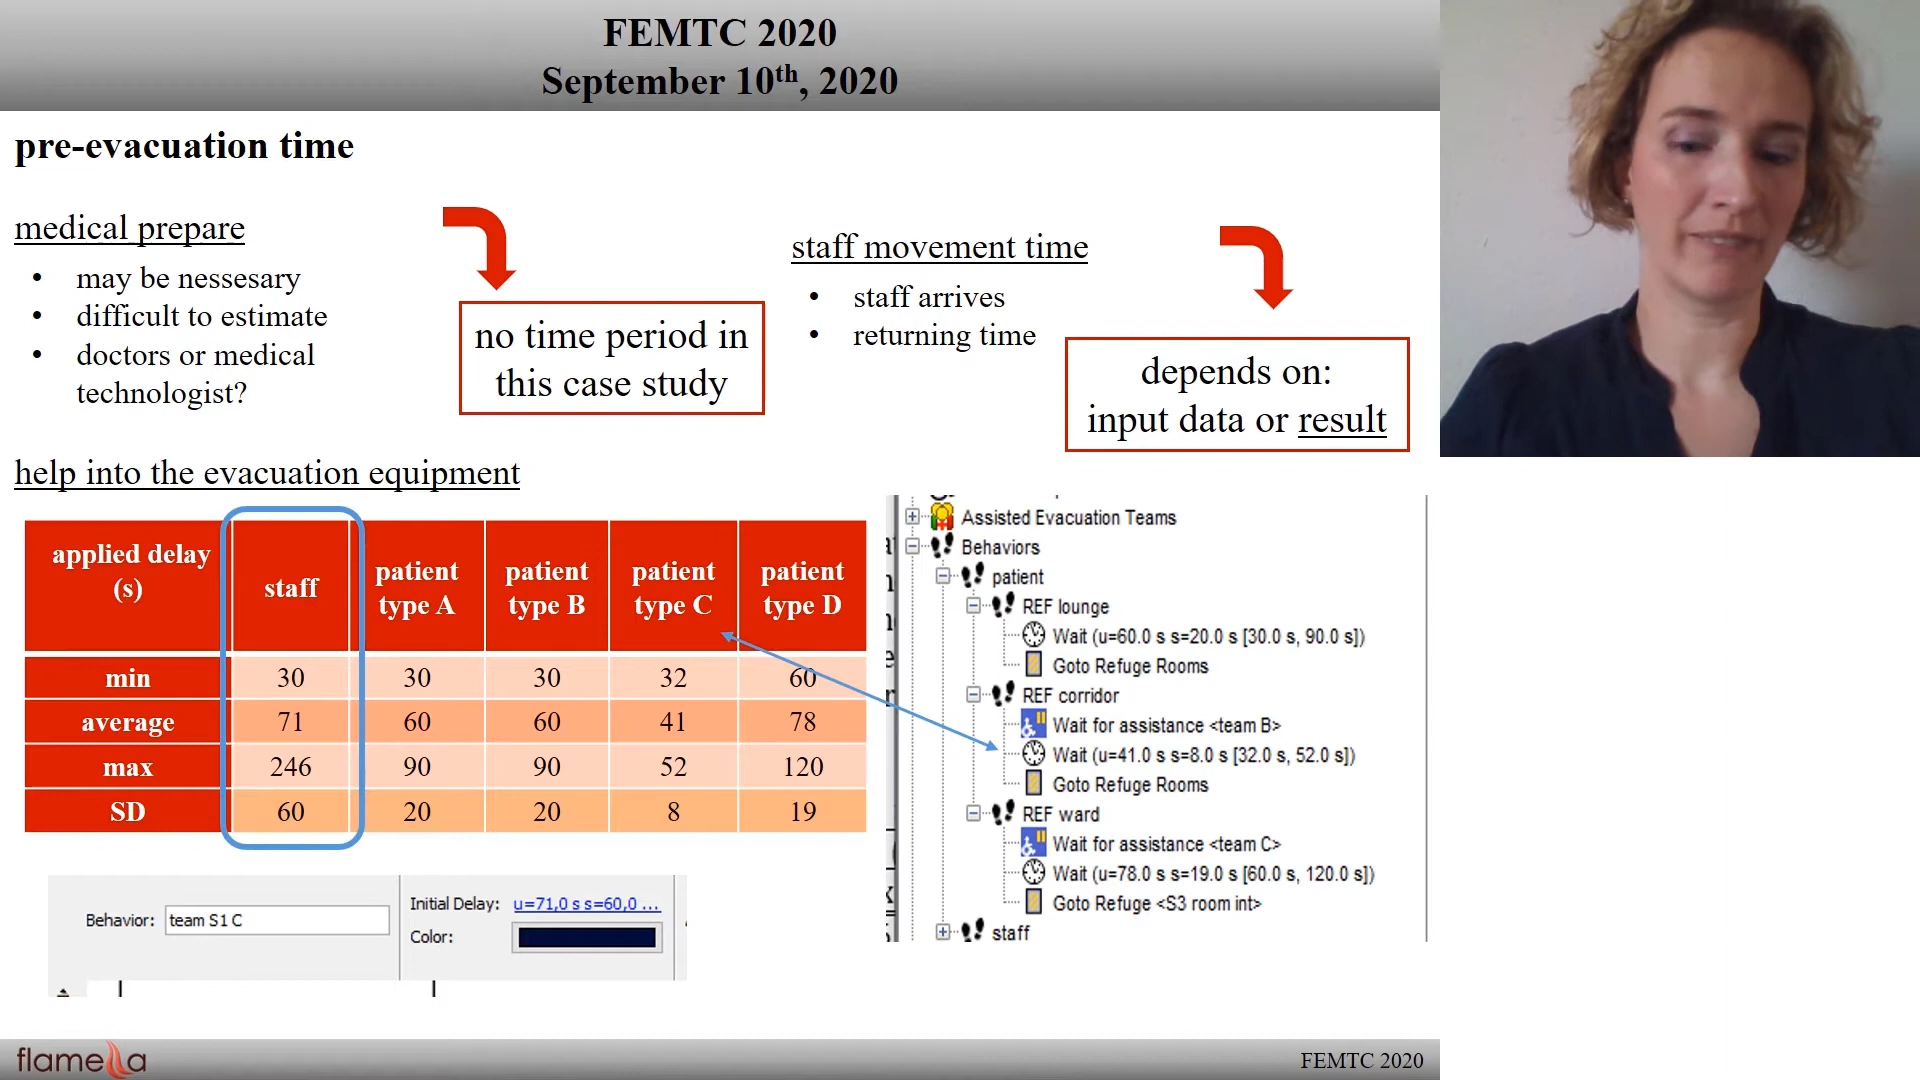 FEMTC 2020
September 10th, 2020
pre-evacuation time
medical prepare
• may be nessesary
• difficult to estimate
• doctors or medical
technologist?
no time period in
this case study
staff movement time
• staff arrives
• returning time
depends on:
input data or result
help into the evacuation equipment
applied delay (s) staff patient type A patient type B patient type C patient type D
min 30 30 30 32 60
average 71 60 60 41 78
max 246 90 90 52 120
SD 60 20 20 8 19
Behavior: team S1 C
Initial Delay: u=71,0 s s=60,0 ...
Color:
Assisted Evacuation Teams
Behaviors
patient
REF lounge
Wait (u=60.0 s s=20.0 s [30.0 s, 90.0 s])
Goto Refuge Rooms
REF corridor
Wait for assistance <team B>
Wait (u=41.0 s s=8.0 s [32.0 s, 52.0 s])
Goto Refuge Rooms
REF ward
Wait for assistance <team C>
Wait (u=78.0 s s=19.0 s [60.0 s, 120.0 s])
Goto Refuge <S3 room int>
staff
flamella
FEMTC 2020